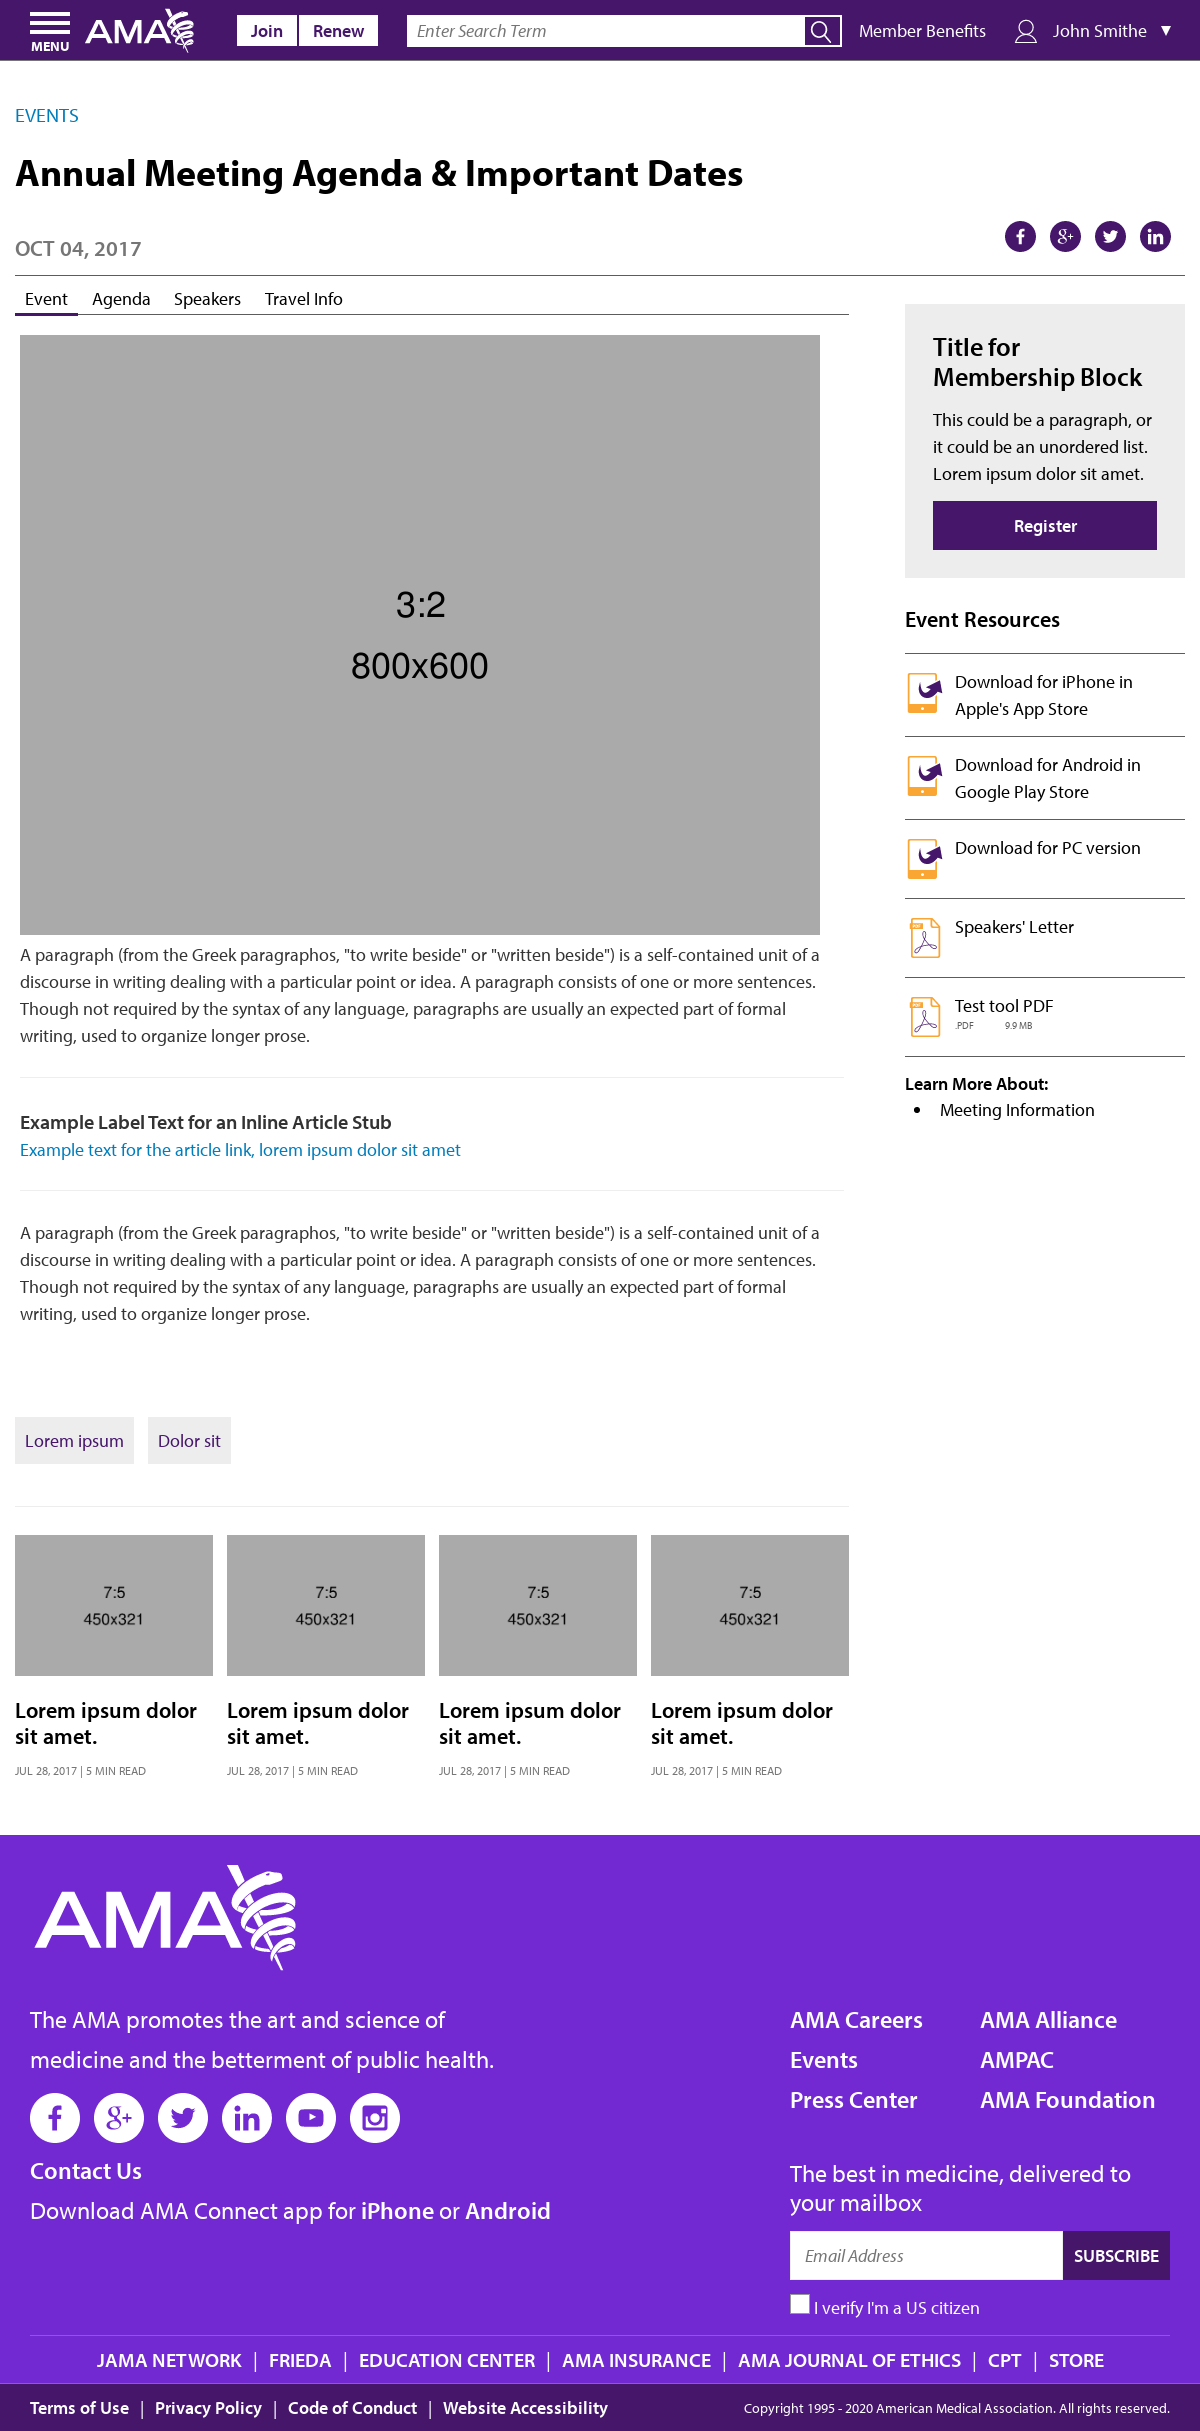 MENU
AMA
Join
Renew
Enter Search Term
Member Benefits
John Smithe ▼
EVENTS
Annual Meeting Agenda & Important Dates
OCT 04, 2017
Event
Agenda
Speakers
Travel Info
3:2
800x600
A paragraph (from the Greek paragraphos, "to write beside" or "written beside") is a self-contained unit of a
discourse in writing dealing with a particular point or idea. A paragraph consists of one or more sentences.
Though not required by the syntax of any language, paragraphs are usually an expected part of formal
writing, used to organize longer prose.
Example Label Text for an Inline Article Stub
Example text for the article link, lorem ipsum dolor sit amet
A paragraph (from the Greek paragraphos, "to write beside" or "written beside") is a self-contained unit of a
discourse in writing dealing with a particular point or idea. A paragraph consists of one or more sentences.
Though not required by the syntax of any language, paragraphs are usually an expected part of formal
writing, used to organize longer prose.
Title for
Membership Block
This could be a paragraph, or
it could be an unordered list.
Lorem ipsum dolor sit amet.
Register
Event Resources
Download for iPhone in
Apple's App Store
Download for Android in
Google Play Store
Download for PC version
PDF
Speakers' Letter
PDF
Test tool PDF
.PDF 9.9 MB
Learn More About:
• Meeting Information
Lorem ipsum
Dolor sit
7:5
450x321
Lorem ipsum dolor
sit amet.
JUL 28, 2017 | 5 MIN READ
7:5
450x321
Lorem ipsum dolor
sit amet.
JUL 28, 2017 | 5 MIN READ
7:5
450x321
Lorem ipsum dolor
sit amet.
JUL 28, 2017 | 5 MIN READ
7:5
450x321
Lorem ipsum dolor
sit amet.
JUL 28, 2017 | 5 MIN READ
AMA
The AMA promotes the art and science of
medicine and the betterment of public health.
Contact Us
Download AMA Connect app for iPhone or Android
AMA Careers
Events
Press Center
AMA Alliance
AMPAC
AMA Foundation
The best in medicine, delivered to
your mailbox
Email Address
SUBSCRIBE
I verify I'm a US citizen
JAMA NETWORK | FRIEDA | EDUCATION CENTER | AMA INSURANCE | AMA JOURNAL OF ETHICS | CPT | STORE
Terms of Use | Privacy Policy | Code of Conduct | Website Accessibility
Copyright 1995 - 2020 American Medical Association. All rights reserved.